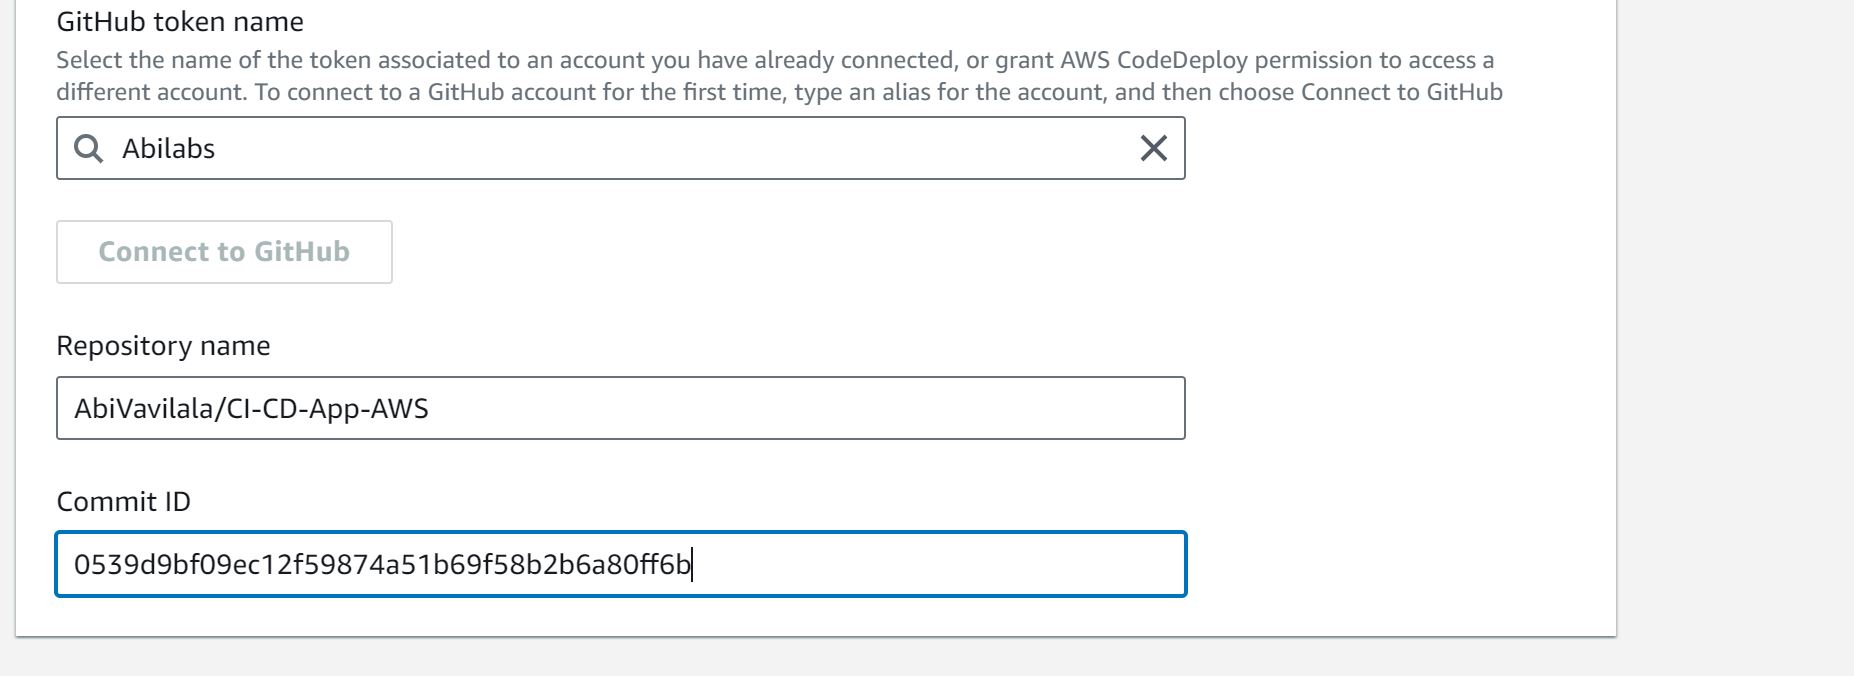 GitHub token name
Select the name of the token associated to an account you have already connected, or grant AWS CodeDeploy permission to access a
different account. To connect to a GitHub account for the first time, type an alias for the account, and then choose Connect to GitHub
Abilabs
Connect to GitHub
Repository name
AbiVavilala/CI-CD-App-AWS
Commit ID
0539d9bf09ec12f59874a51b69f58b2b6a80ff6b